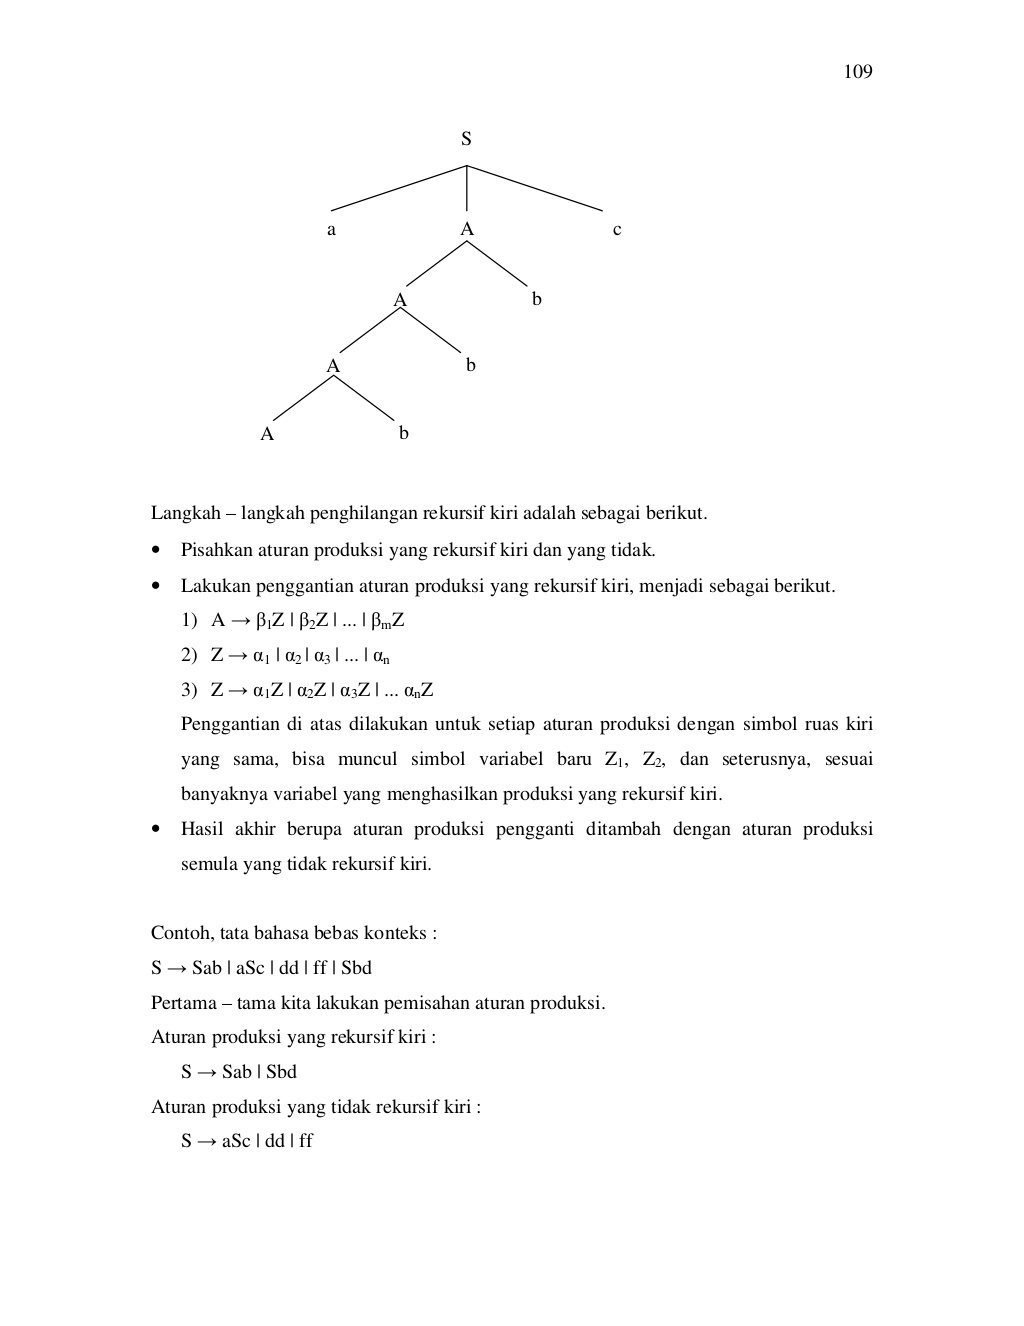 109
S
a A c
A b
A b
A b
Langkah – langkah penghilangan rekursif kiri adalah sebagai berikut.
• Pisahkan aturan produksi yang rekursif kiri dan yang tidak.
• Lakukan penggantian aturan produksi yang rekursif kiri, menjadi sebagai berikut.
1) A → β₁Z | β₂Z | ... | βₘZ
2) Z → α₁ | α₂ | α₃ | ... | αₙ
3) Z → α₁Z | α₂Z | α₃Z | ... αₙZ
Penggantian di atas dilakukan untuk setiap aturan produksi dengan simbol ruas kiri
yang sama, bisa muncul simbol variabel baru Z₁, Z₂, dan seterusnya, sesuai
banyaknya variabel yang menghasilkan produksi yang rekursif kiri.
• Hasil akhir berupa aturan produksi pengganti ditambah dengan aturan produksi
semula yang tidak rekursif kiri.
Contoh, tata bahasa bebas konteks :
S → Sab | aSc | dd | ff | Sbd
Pertama – tama kita lakukan pemisahan aturan produksi.
Aturan produksi yang rekursif kiri :
S → Sab | Sbd
Aturan produksi yang tidak rekursif kiri :
S → aSc | dd | ff